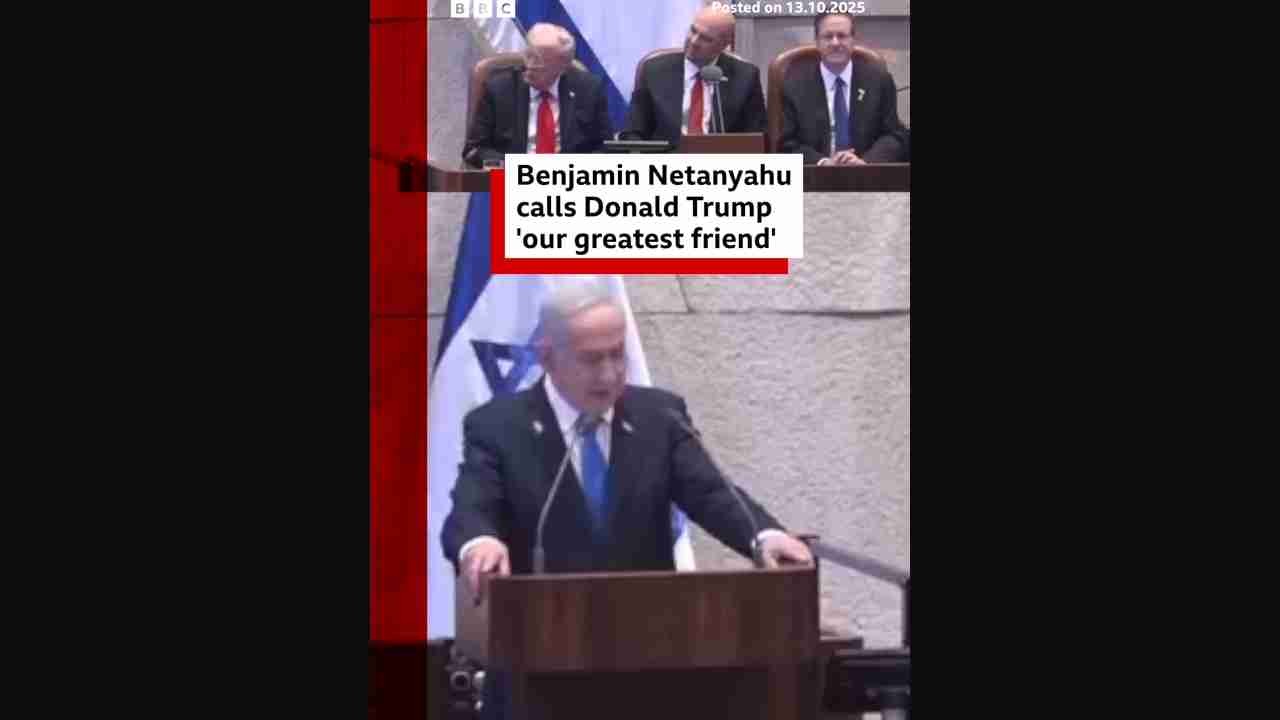 BBC
Posted on 13.10.2025
Benjamin Netanyahu
calls Donald Trump
'our greatest friend'